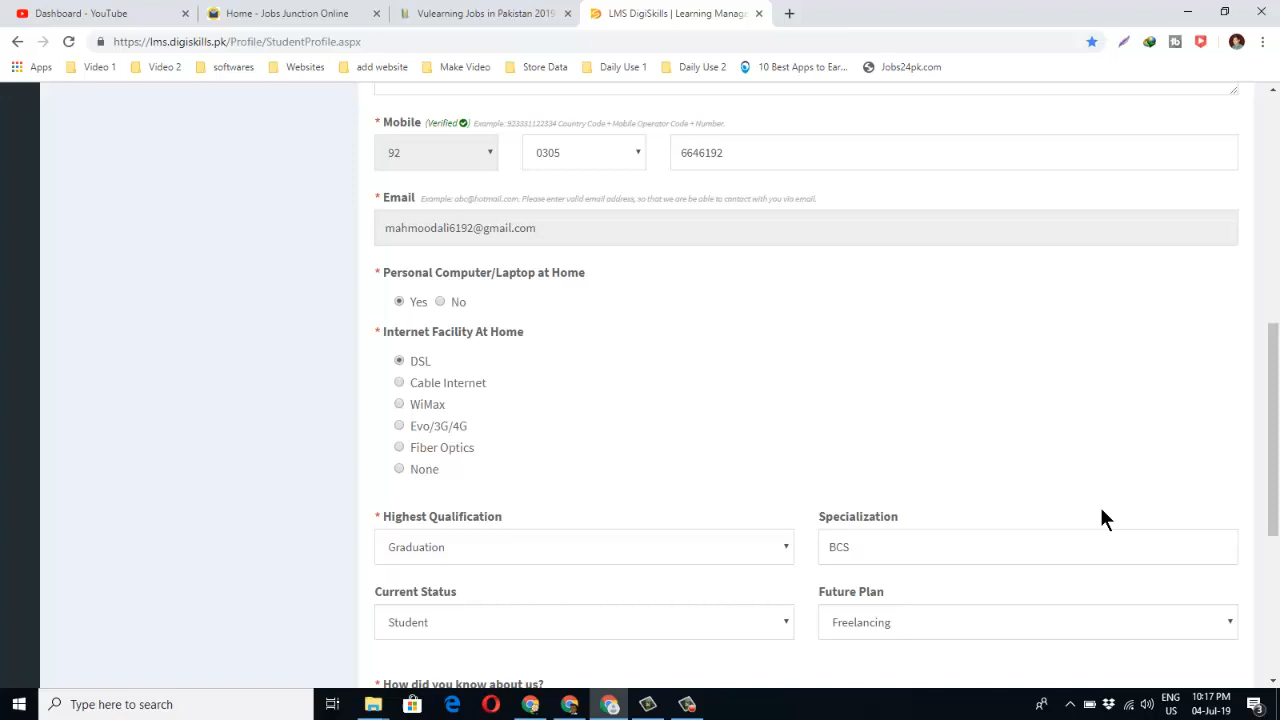 Dashboard - YouTube
Home - Jobs Junction Online
Vulearning Jobs in Pakistan 2019
LMS DigiSkills | Learning Manage
https://lms.digiskills.pk/Profile/StudentProfile.aspx
Apps Video 1 Video 2 softwares Websites add website Make Video Store Data Daily Use 1 Daily Use 2 10 Best Apps to Ear... Jobs24pk.com
* Mobile (Verified) Example: 923331122334 Country Code + Mobile Operator Code + Number.
92 0305 6646192
* Email Example: abc@hotmail.com. Please enter valid email address, so that we are be able to contact with you via email.
mahmoodali6192@gmail.com
* Personal Computer/Laptop at Home
Yes No
* Internet Facility At Home
DSL
Cable Internet
WiMax
Evo/3G/4G
Fiber Optics
None
* Highest Qualification Specialization
Graduation BCS
Current Status Future Plan
Student Freelancing
* How did you know about us?
Type here to search
ENG 10:17 PM
US 04-Jul-19